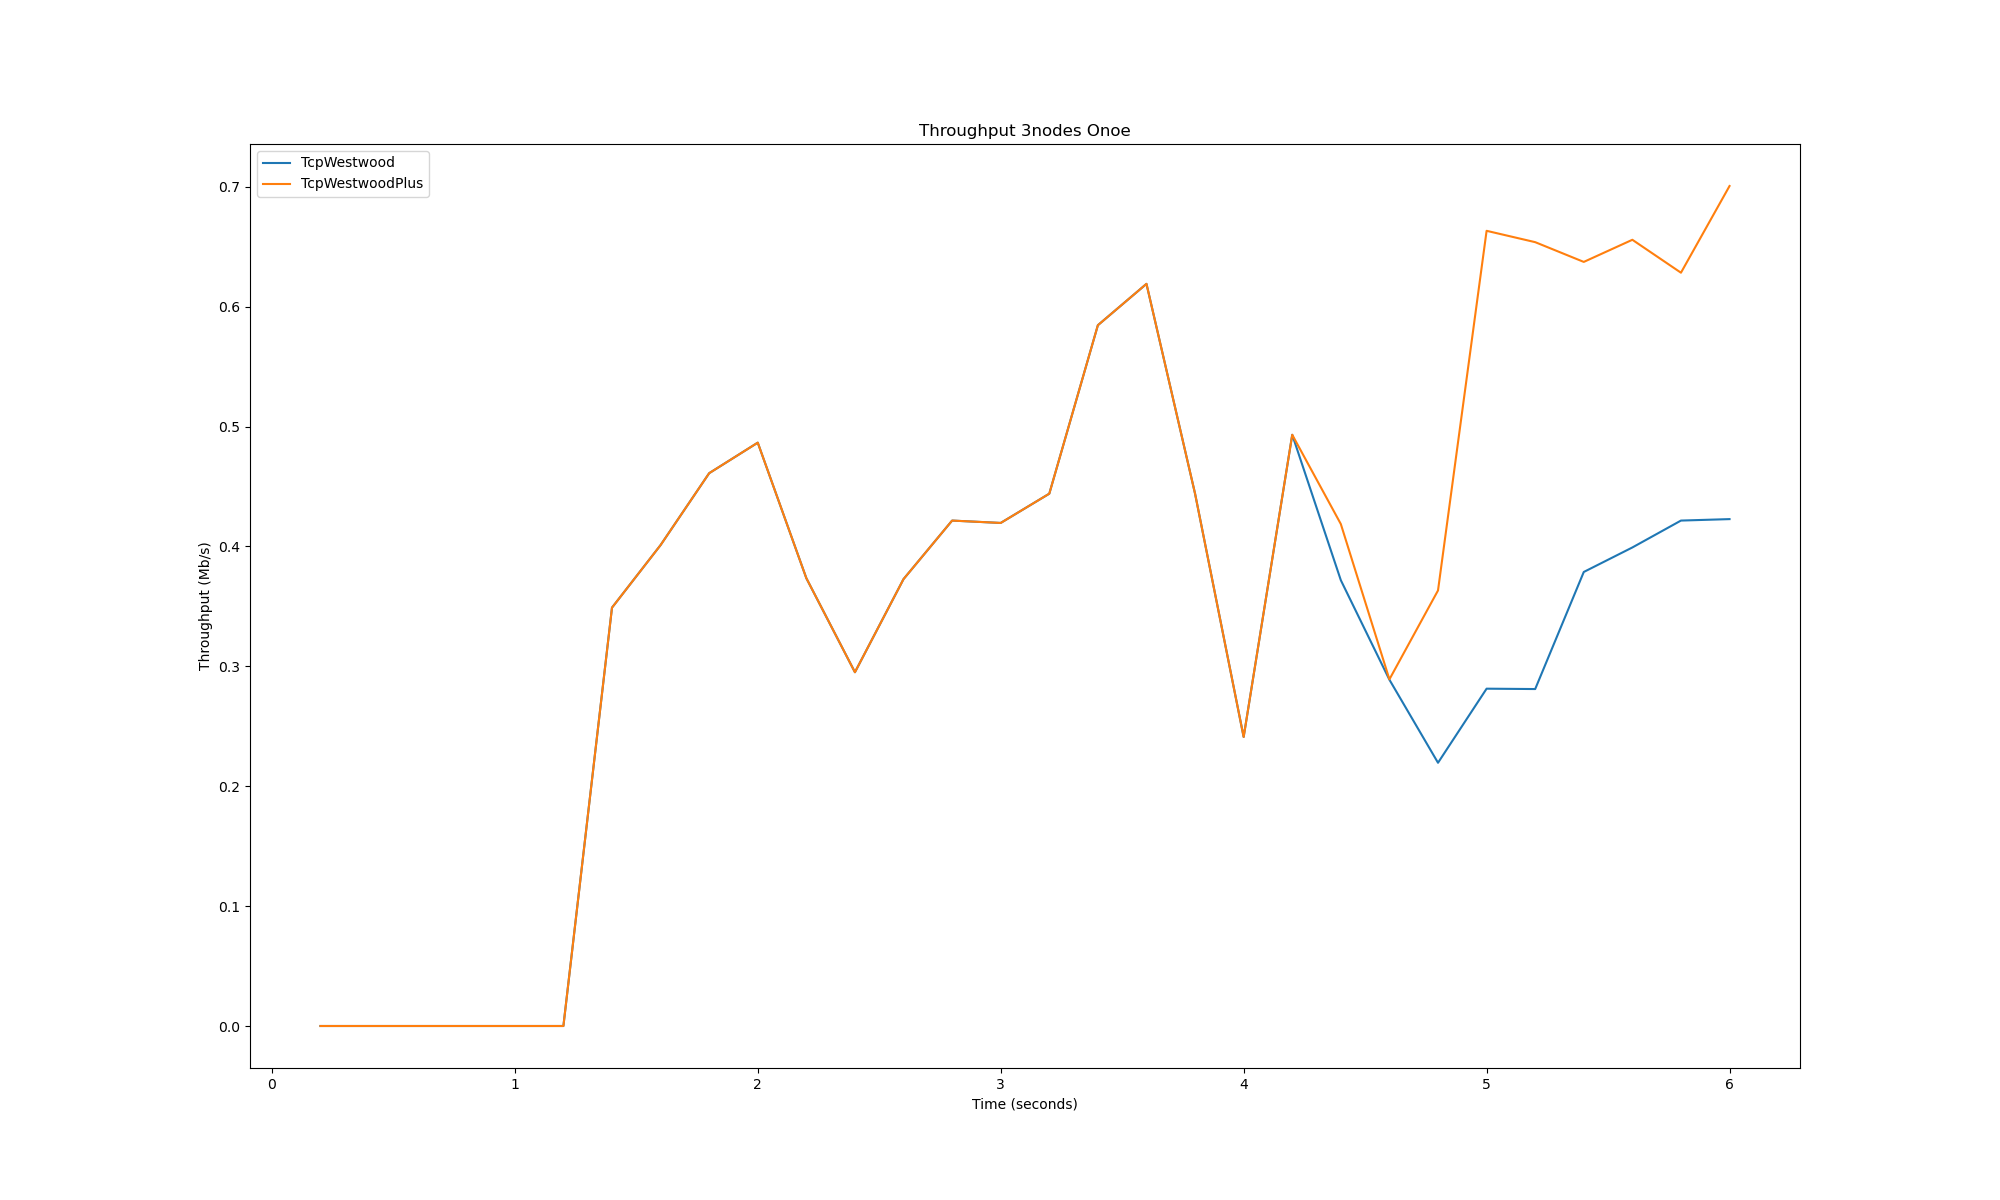 Throughput 3nodes Onoe
TcpWestwood
TcpWestwoodPlus
0.7
0.6
0.5
0.4
0.3
0.2
0.1
0.0
Throughput (Mb/s)
0 1 2 3 4 5 6
Time (seconds)